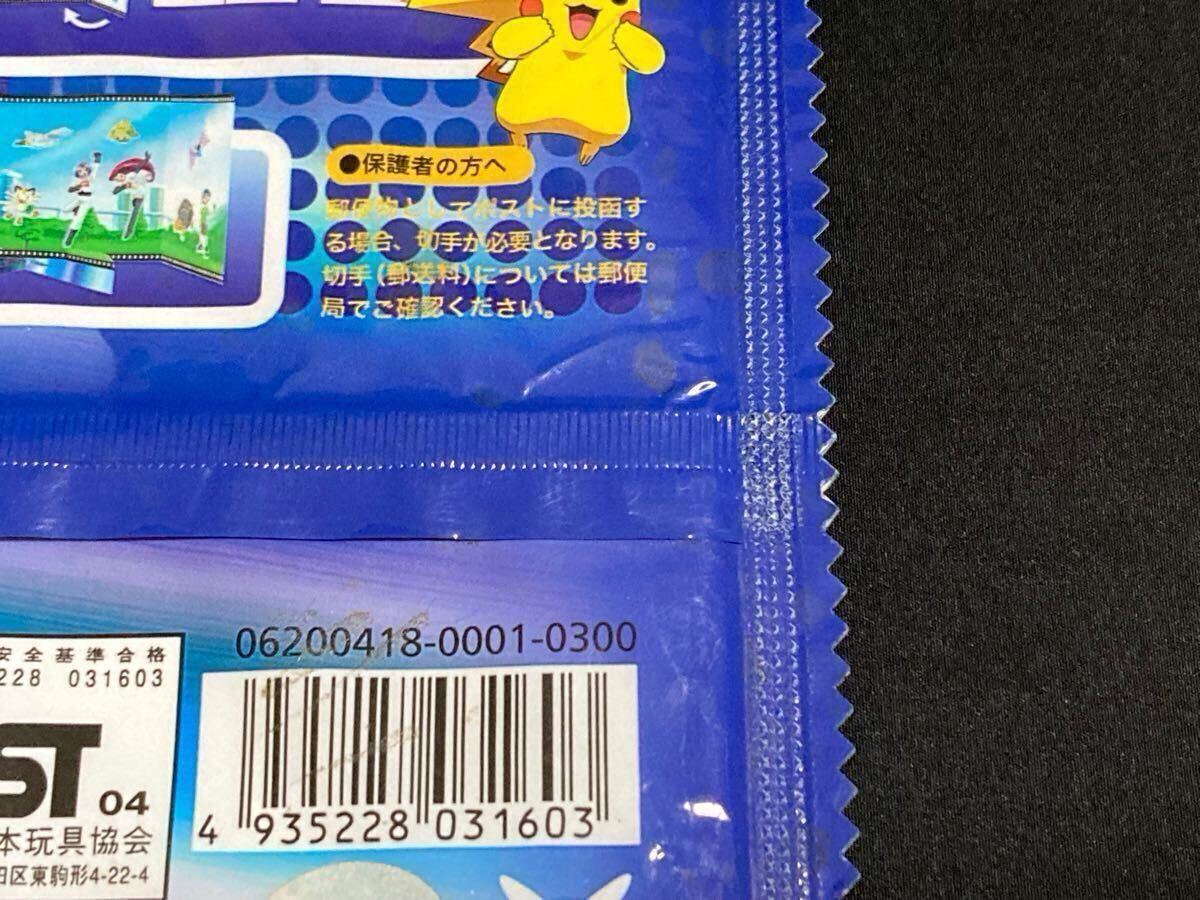 ●保護者の方へ
郵便物としてポストに投函す
る場合、切手が必要となります。
切手(郵送料)については郵便
局でご確認ください。
06200418-0001-0300
安全基準合格
228 031603
ST
04
本玩具協会
区東駒形4-22-4
4 935228 031603